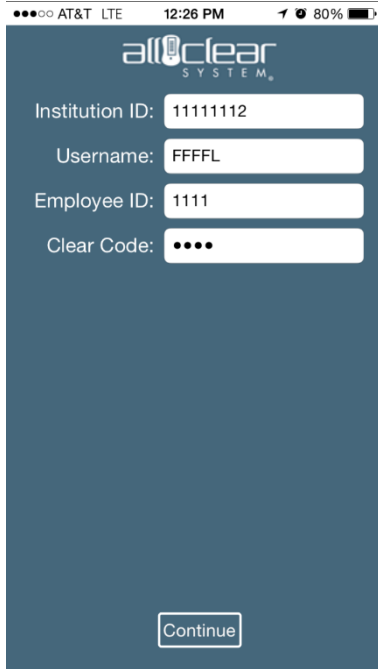 AT&T LTE 12:26 PM 80%
allclear
SYSTEM®
Institution ID: 11111112
Username: FFFFL
Employee ID: 1111
Clear Code: ••••
Continue